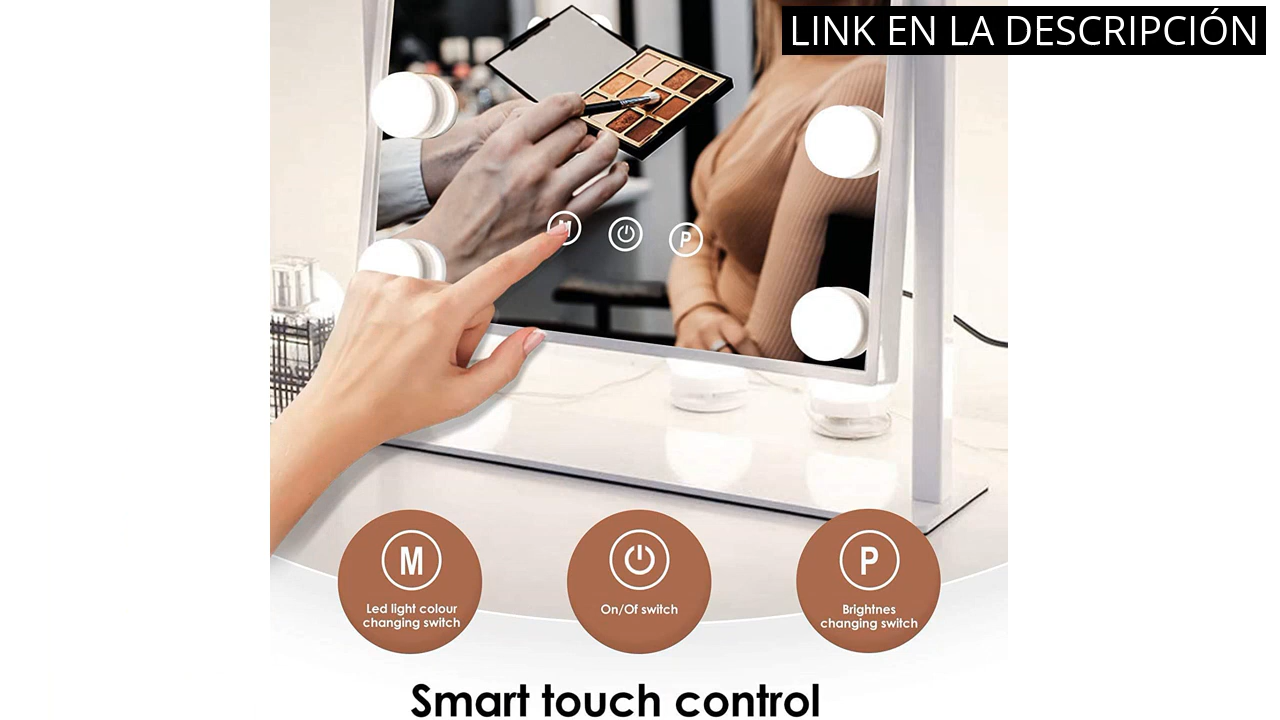 LINK EN LA DESCRIPCIÓN
M
P
M
P
Led light colour
changing switch
On/Of switch
Brightnes
changing switch
Smart touch control